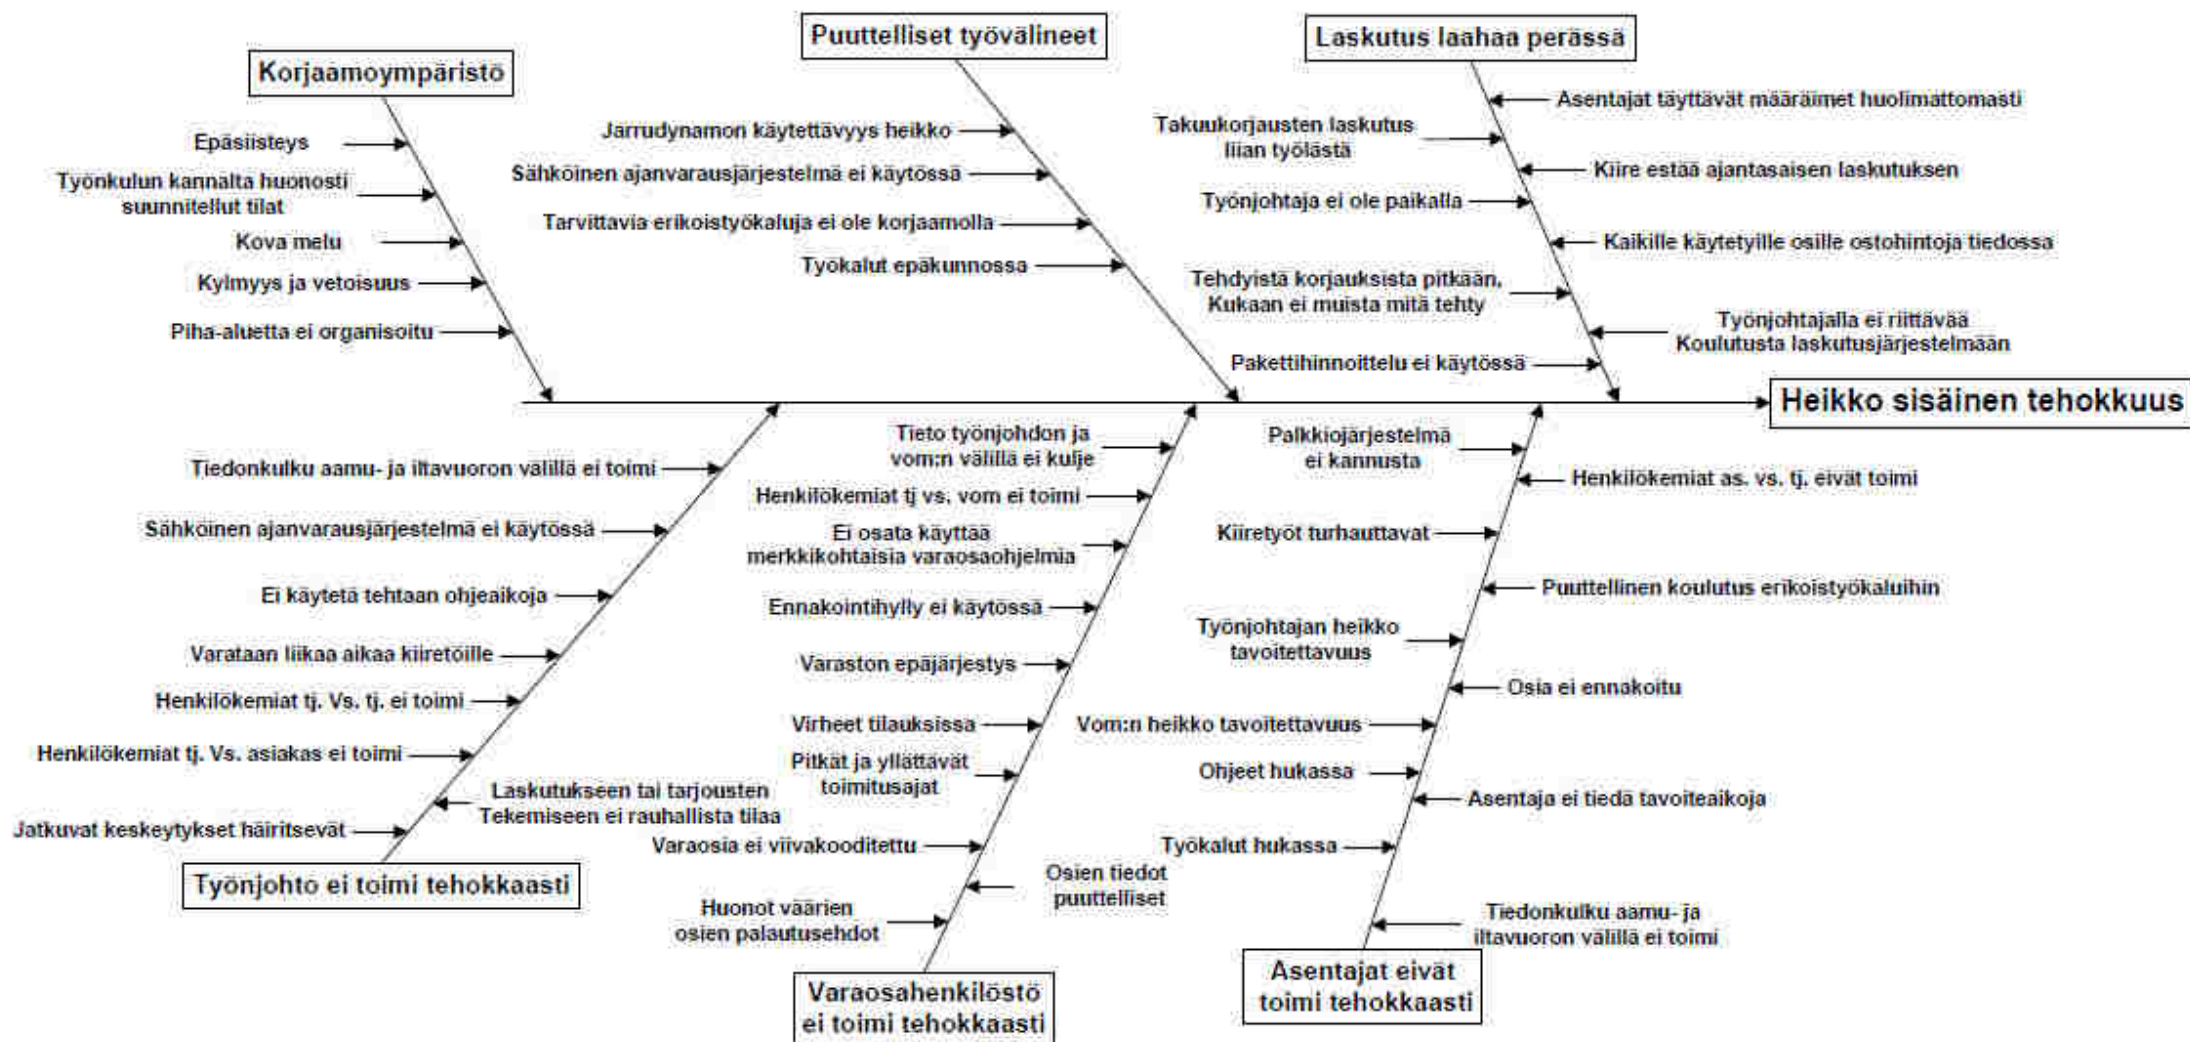 Puuttelliset työvälineet
Laskutus laahaa perässä
Korjaamoympäristö
Epäsiisteys
Työnkulun kannalta huonosti
suunnitellut tilat
Kova melu
Kylmyys ja vetoisuus
Piha-aluetta ei organisoitu
Jarrudynamon käytettävyys heikko
Sähköinen ajanvarausjärjestelmä ei käytössä
Tarvittavia erikoistyökaluja ei ole korjaamolla
Työkalut epäkunnossa
Asentajat täyttävät määräimet huolimattomasti
Takuukorjausten laskutus
liian työlästä
Kiire estää ajantasaisen laskutuksen
Työnjohtaja ei ole paikalla
Kaikille käytetyille osille ostohintoja tiedossa
Tehdyistä korjauksista pitkään,
Kukaan ei muista mitä tehty
Työnjohtajalla ei riittävää
Koulutusta laskutusjärjestelmään
Pakettihinnoittelu ei käytössä
Heikko sisäinen tehokkuus
Tiedonkulku aamu- ja iltavuoron välillä ei toimi
Sähköinen ajanvarausjärjestelmä ei käytössä
Ei käytetä tehtaan ohjeaikoja
Varataan liikaa aikaa kiiretöille
Henkilökemiat tj. Vs. tj. ei toimi
Henkilökemiat tj. Vs. asiakas ei toimi
Laskutukseen tai tarjousten
Tekemiseen ei rauhallista tilaa
Jatkuvat keskeytykset häiritsevät
Työnjohto ei toimi tehokkaasti
Tieto työnjohdon ja
vom:n välillä ei kulje
Henkilökemiat tj vs. vom ei toimi
Ei osata käyttää
merkkikohtaisia varaosaohjelmia
Ennakointihylly ei käytössä
Varaston epäjärjestys
Virheet tilauksissa
Pitkät ja yllättävät
toimitusajat
Varaosia ei viivakooditettu
Osien tiedot
puuttelliset
Huonot väärien
osien palautusehdot
Varaosahenkilöstö
ei toimi tehokkaasti
Palkkiojärjestelmä
ei kannusta
Henkilökemiat as. vs. tj. eivät toimi
Kiiretyöt turhauttavat
Puuttellinen koulutus erikoistyökaluihin
Työnjohtajan heikko
tavoitettavuus
Osia ei ennakoitu
Vom:n heikko tavoitettavuus
Ohjeet hukassa
Asentaja ei tiedä tavoiteaikoja
Työkalut hukassa
Tiedonkulku aamu- ja
iltavuoron välillä ei toimi
Asentajat eivät
toimi tehokkaasti